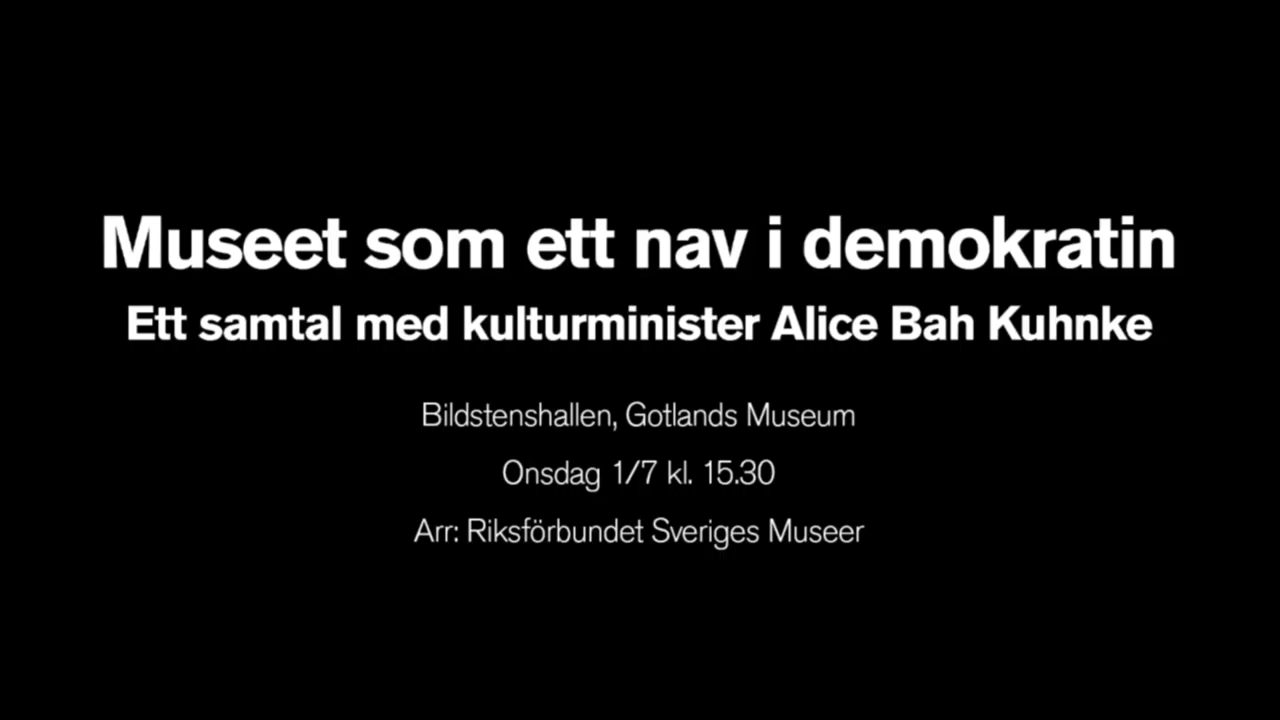 Museet som ett nav i demokratin
Ett samtal med kulturminister Alice Bah Kuhnke
Bildstenshallen, Gotlands Museum
Onsdag 1/7 kl. 15.30
Arr: Riksförbundet Sveriges Museer